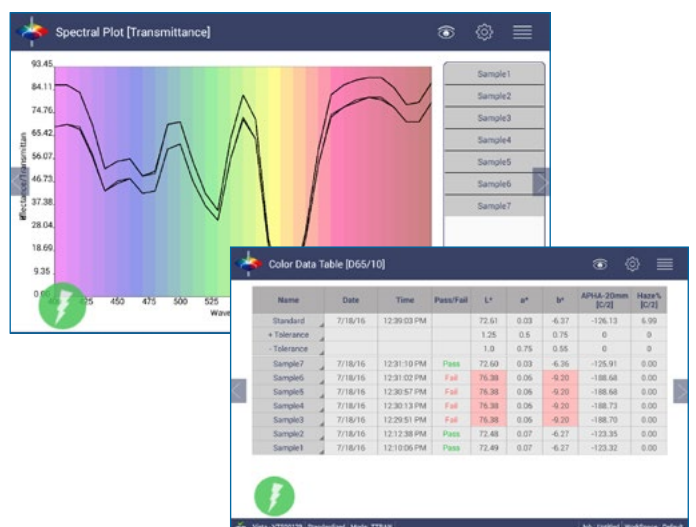 Spectral Plot [Transmittance]
93.45
84.11
74.76
65.42
56.07
46.73
37.38
28.04
18.69
9.35
425 450 475 500 525
Sample1
Sample2
Sample3
Sample4
Sample5
Sample6
Sample7
Color Data Table [D65/10]
Name Date Time Pass/Fail L* a* b* APHA-20mm [C/2] Haze% [C/2]
Standard 7/18/16 12:39:03 PM 72.61 0.03 -6.37 -126.13 6.99
+ Tolerance 1.25 0.6 0.75 0 0
- Tolerance 1.0 0.75 0.55 0 0
Sample7 7/18/16 12:31:10 PM Pass 72.60 0.03 -6.36 -125.91 0.00
Sample6 7/18/16 12:31:02 PM Fail 76.38 0.06 -9.20 -188.68 0.00
Sample5 7/18/16 12:30:57 PM Fail 76.38 0.06 -9.20 -188.68 0.00
Sample4 7/18/16 12:30:13 PM Fail 76.38 0.06 -9.20 -188.73 0.00
Sample3 7/18/16 12:29:51 PM Fail 76.38 0.06 -9.20 -188.70 0.00
Sample2 7/18/16 12:12:38 PM Pass 72.48 0.07 -6.27 -123.35 0.00
Sample1 7/18/16 12:10:06 PM Pass 72.49 0.07 -6.27 -123.32 0.00